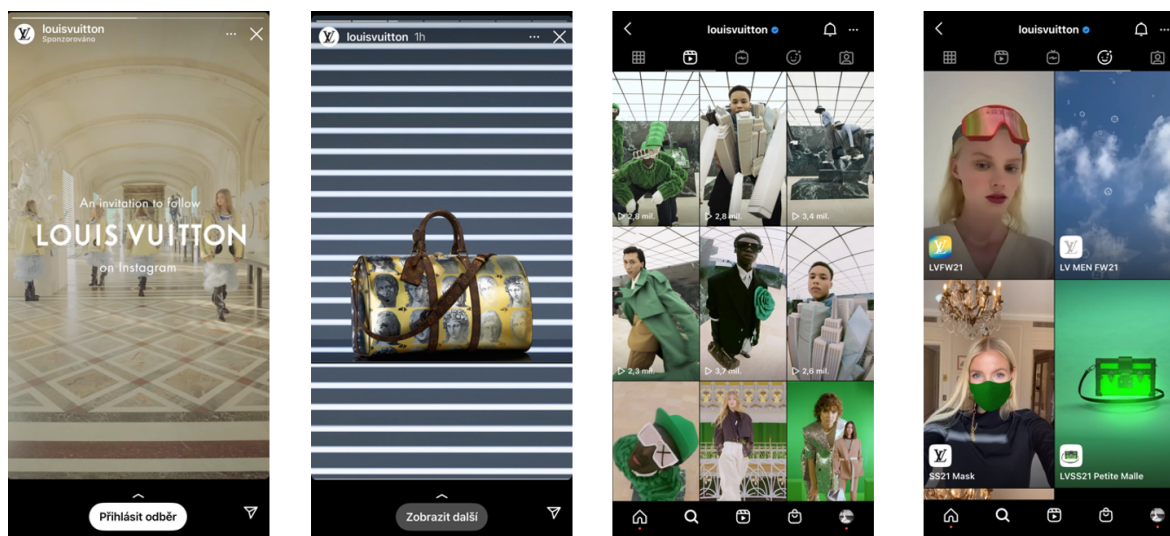 louisvuitton
Sponzorováno
An invitation to follow
LOUIS VUITTON
on Instagram
Přihlásit odběr
louisvuitton 1h
Zobrazit další
louisvuitton
2,8 mil.
2,8 mil.
3,4 mil.
2,3 mil.
3,7 mil.
2,6 mil.
louisvuitton
LVFW21
LV MEN FW21
SS21 Mask
LVSS21 Petite Malle